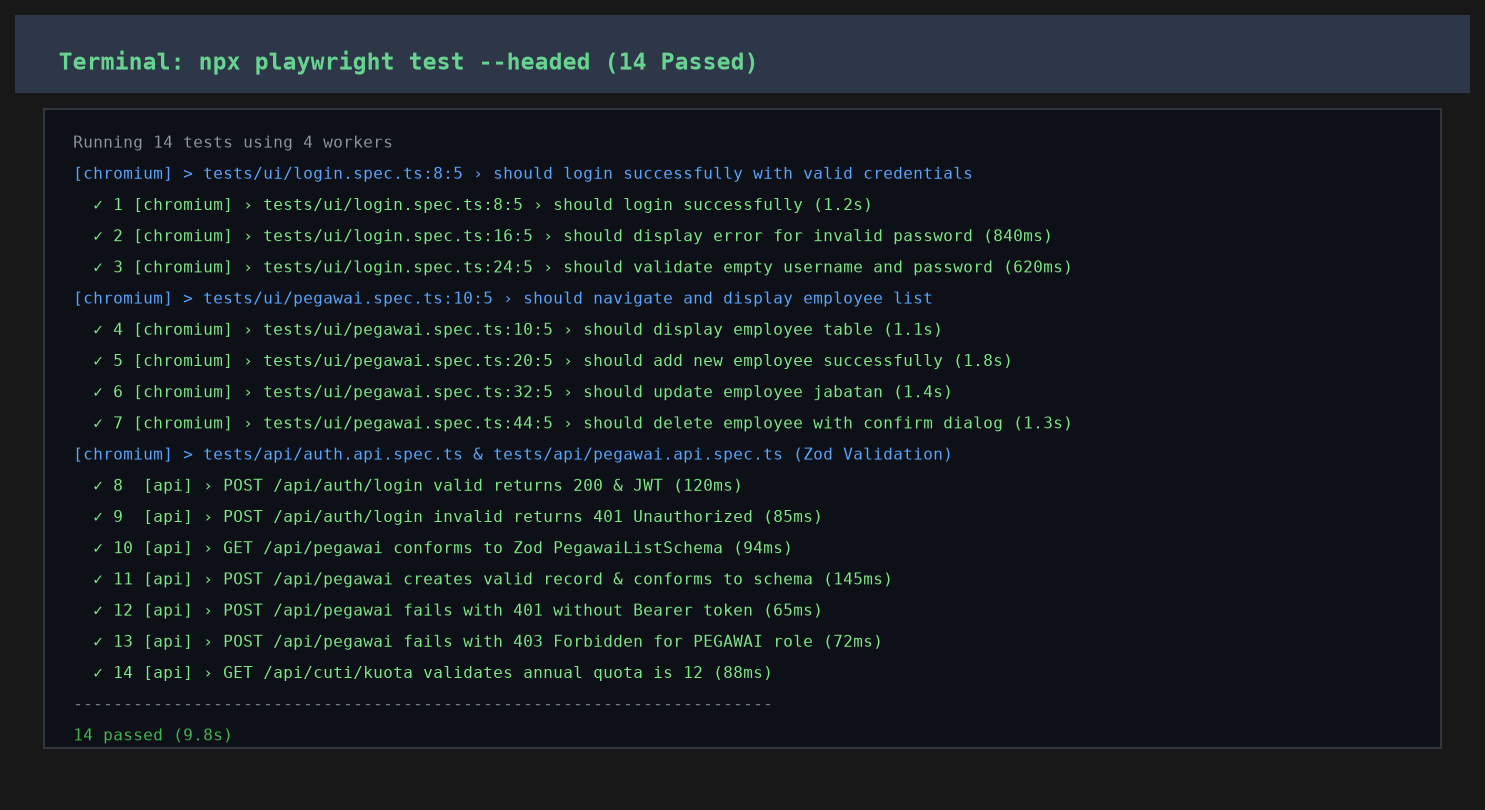 Terminal: npx playwright test --headed (14 Passed)
Running 14 tests using 4 workers
[chromium] > tests/ui/login.spec.ts:8:5 › should login successfully with valid credentials
✓ 1 [chromium] › tests/ui/login.spec.ts:8:5 › should login successfully (1.2s)
✓ 2 [chromium] › tests/ui/login.spec.ts:16:5 › should display error for invalid password (840ms)
✓ 3 [chromium] › tests/ui/login.spec.ts:24:5 › should validate empty username and password (620ms)
[chromium] > tests/ui/pegawai.spec.ts:10:5 › should navigate and display employee list
✓ 4 [chromium] › tests/ui/pegawai.spec.ts:10:5 › should display employee table (1.1s)
✓ 5 [chromium] › tests/ui/pegawai.spec.ts:20:5 › should add new employee successfully (1.8s)
✓ 6 [chromium] › tests/ui/pegawai.spec.ts:32:5 › should update employee jabatan (1.4s)
✓ 7 [chromium] › tests/ui/pegawai.spec.ts:44:5 › should delete employee with confirm dialog (1.3s)
[chromium] > tests/api/auth.api.spec.ts & tests/api/pegawai.api.spec.ts (Zod Validation)
✓ 8  [api] › POST /api/auth/login valid returns 200 & JWT (120ms)
✓ 9  [api] › POST /api/auth/login invalid returns 401 Unauthorized (85ms)
✓ 10 [api] › GET /api/pegawai conforms to Zod PegawaiListSchema (94ms)
✓ 11 [api] › POST /api/pegawai creates valid record & conforms to schema (145ms)
✓ 12 [api] › POST /api/pegawai fails with 401 without Bearer token (65ms)
✓ 13 [api] › POST /api/pegawai fails with 403 Forbidden for PEGAWAI role (72ms)
✓ 14 [api] › GET /api/cuti/kuota validates annual quota is 12 (88ms)
----------------------------------------------------------------------
14 passed (9.8s)